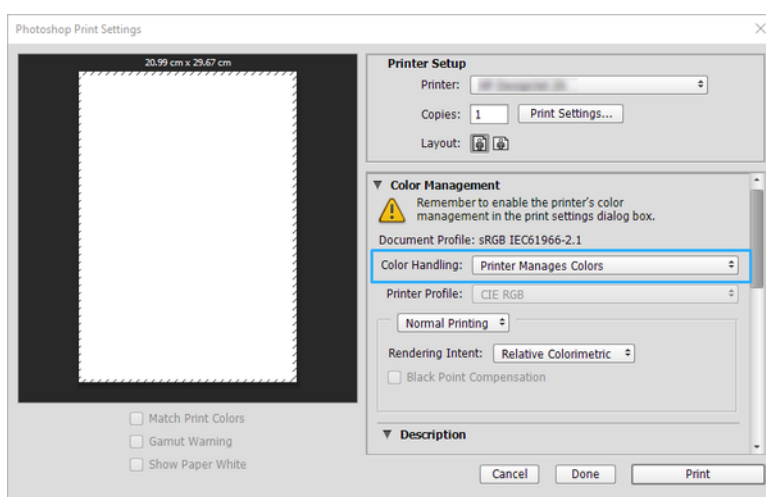 Photoshop Print Settings
20.99 cm x 29.67 cm
Match Print Colors
Gamut Warning
Show Paper White
Printer Setup
Printer:
Copies: 1 Print Settings...
Layout:
Color Management
Remember to enable the printer's color
management in the print settings dialog box.
Document Profile: sRGB IEC61966-2.1
Color Handling: Printer Manages Colors
Printer Profile: CIE RGB
Normal Printing
Rendering Intent: Relative Colorimetric
Black Point Compensation
Description
Cancel Done Print